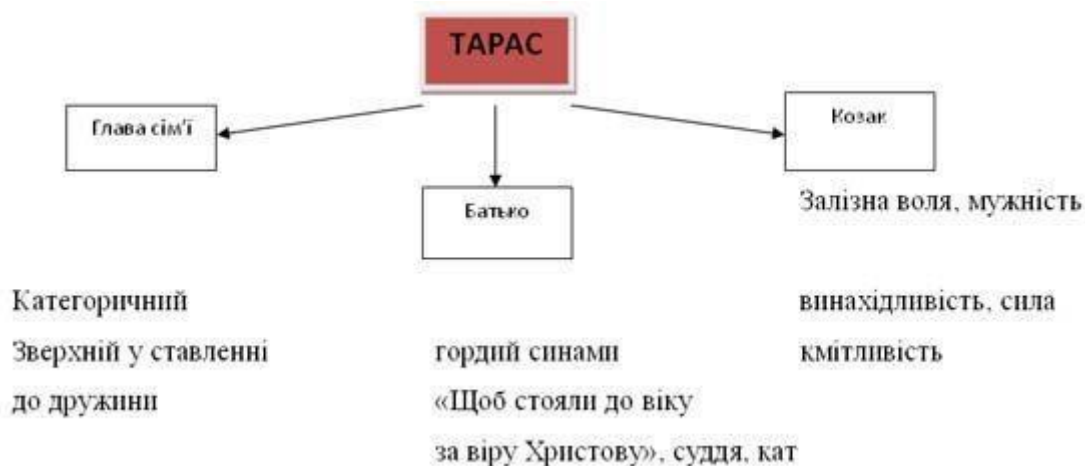 ТАРАС
Глава сім'ї
Батько
Козак
Категоричний
Зверхній у ставленні
до дружини
гордий синами
«Щоб стояли до віку
за віру Христову», суддя, кат
Залізна воля, мужність
винахідливість, сила
кмітливість